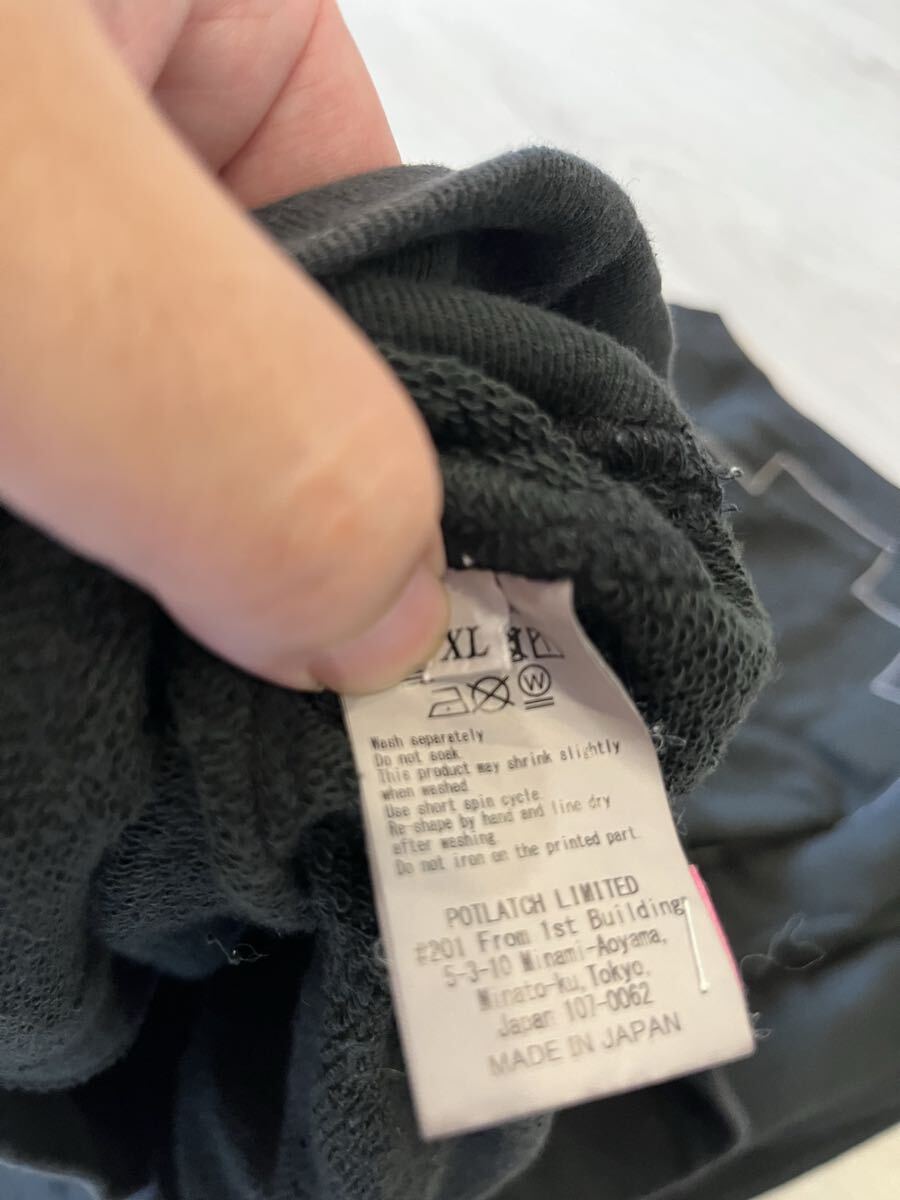 XL
W
Wash separately
Do not soak.
This product may shrink slightly
when washed.
Use short spin cycle.
Re-shape by hand and line dry
after washing.
Do not iron on the printed part.
POTLATCH LIMITED
#201 From 1st Building
5-3-10 Minami-Aoyama,
Minato-ku, Tokyo,
Japan 107-0062
MADE IN JAPAN